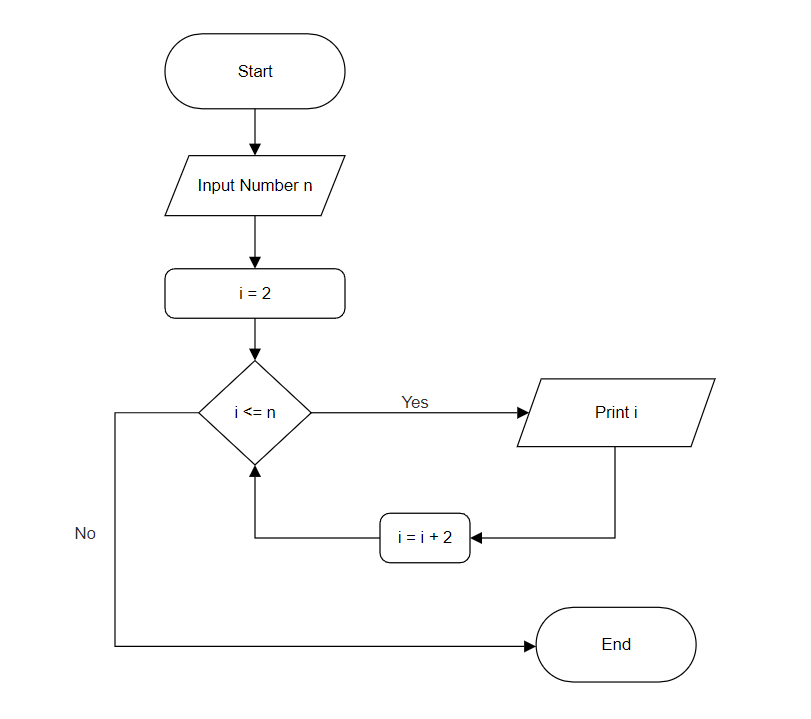 Start
Input Number n
i = 2
i <= n
Yes
Print i
No
i = i + 2
End